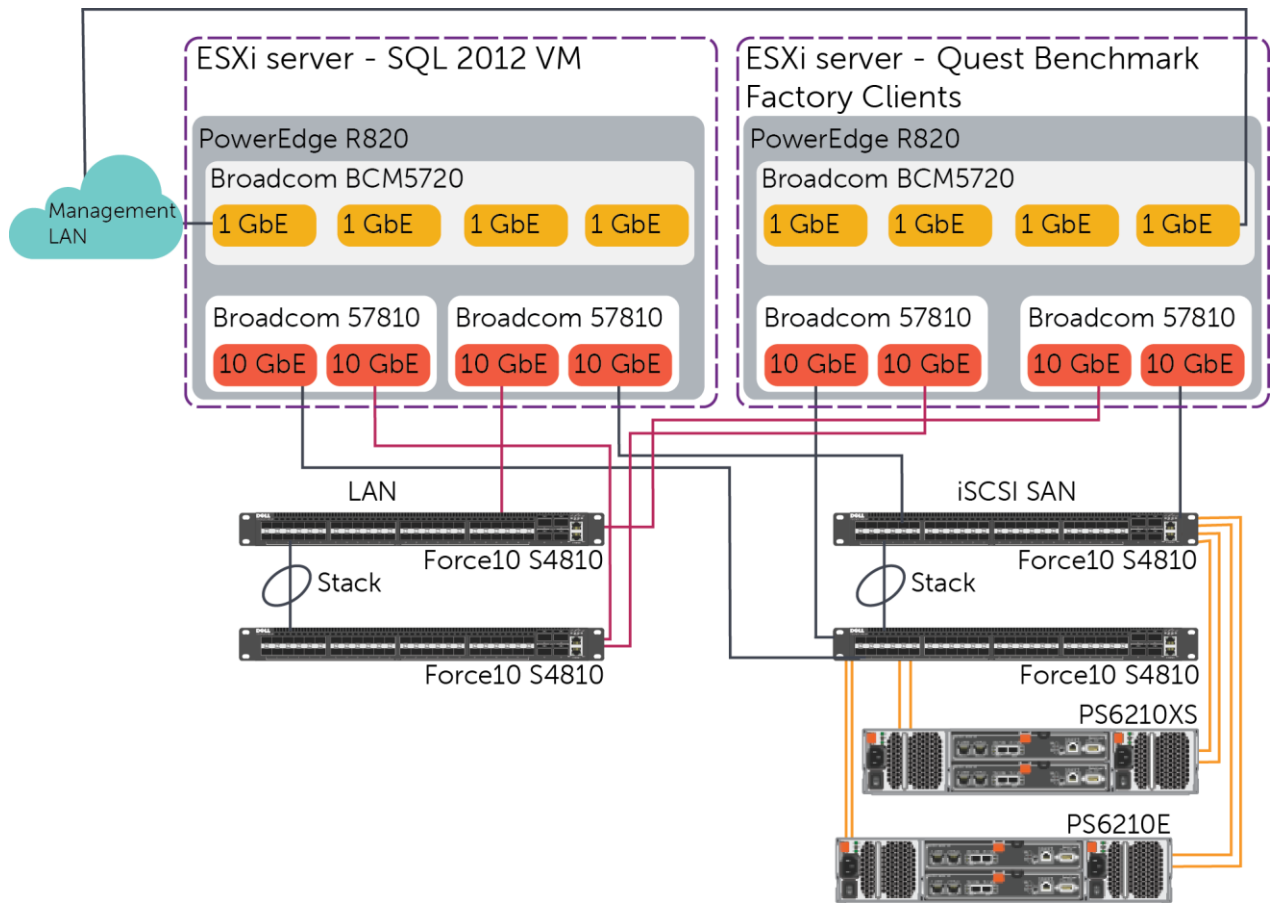 ESXi server - SQL 2012 VM
PowerEdge R820
Broadcom BCM5720
1 GbE
1 GbE
1 GbE
1 GbE
Broadcom 57810
10 GbE
10 GbE
Broadcom 57810
10 GbE
10 GbE
ESXi server - Quest Benchmark
Factory Clients
PowerEdge R820
Broadcom BCM5720
1 GbE
1 GbE
1 GbE
1 GbE
Broadcom 57810
10 GbE
10 GbE
Broadcom 57810
10 GbE
10 GbE
Management
LAN
LAN
DELL
Force10 S4810
Stack
DELL
Force10 S4810
iSCSI SAN
DELL
Force10 S4810
Stack
DELL
Force10 S4810
PS6210XS
PS6210E